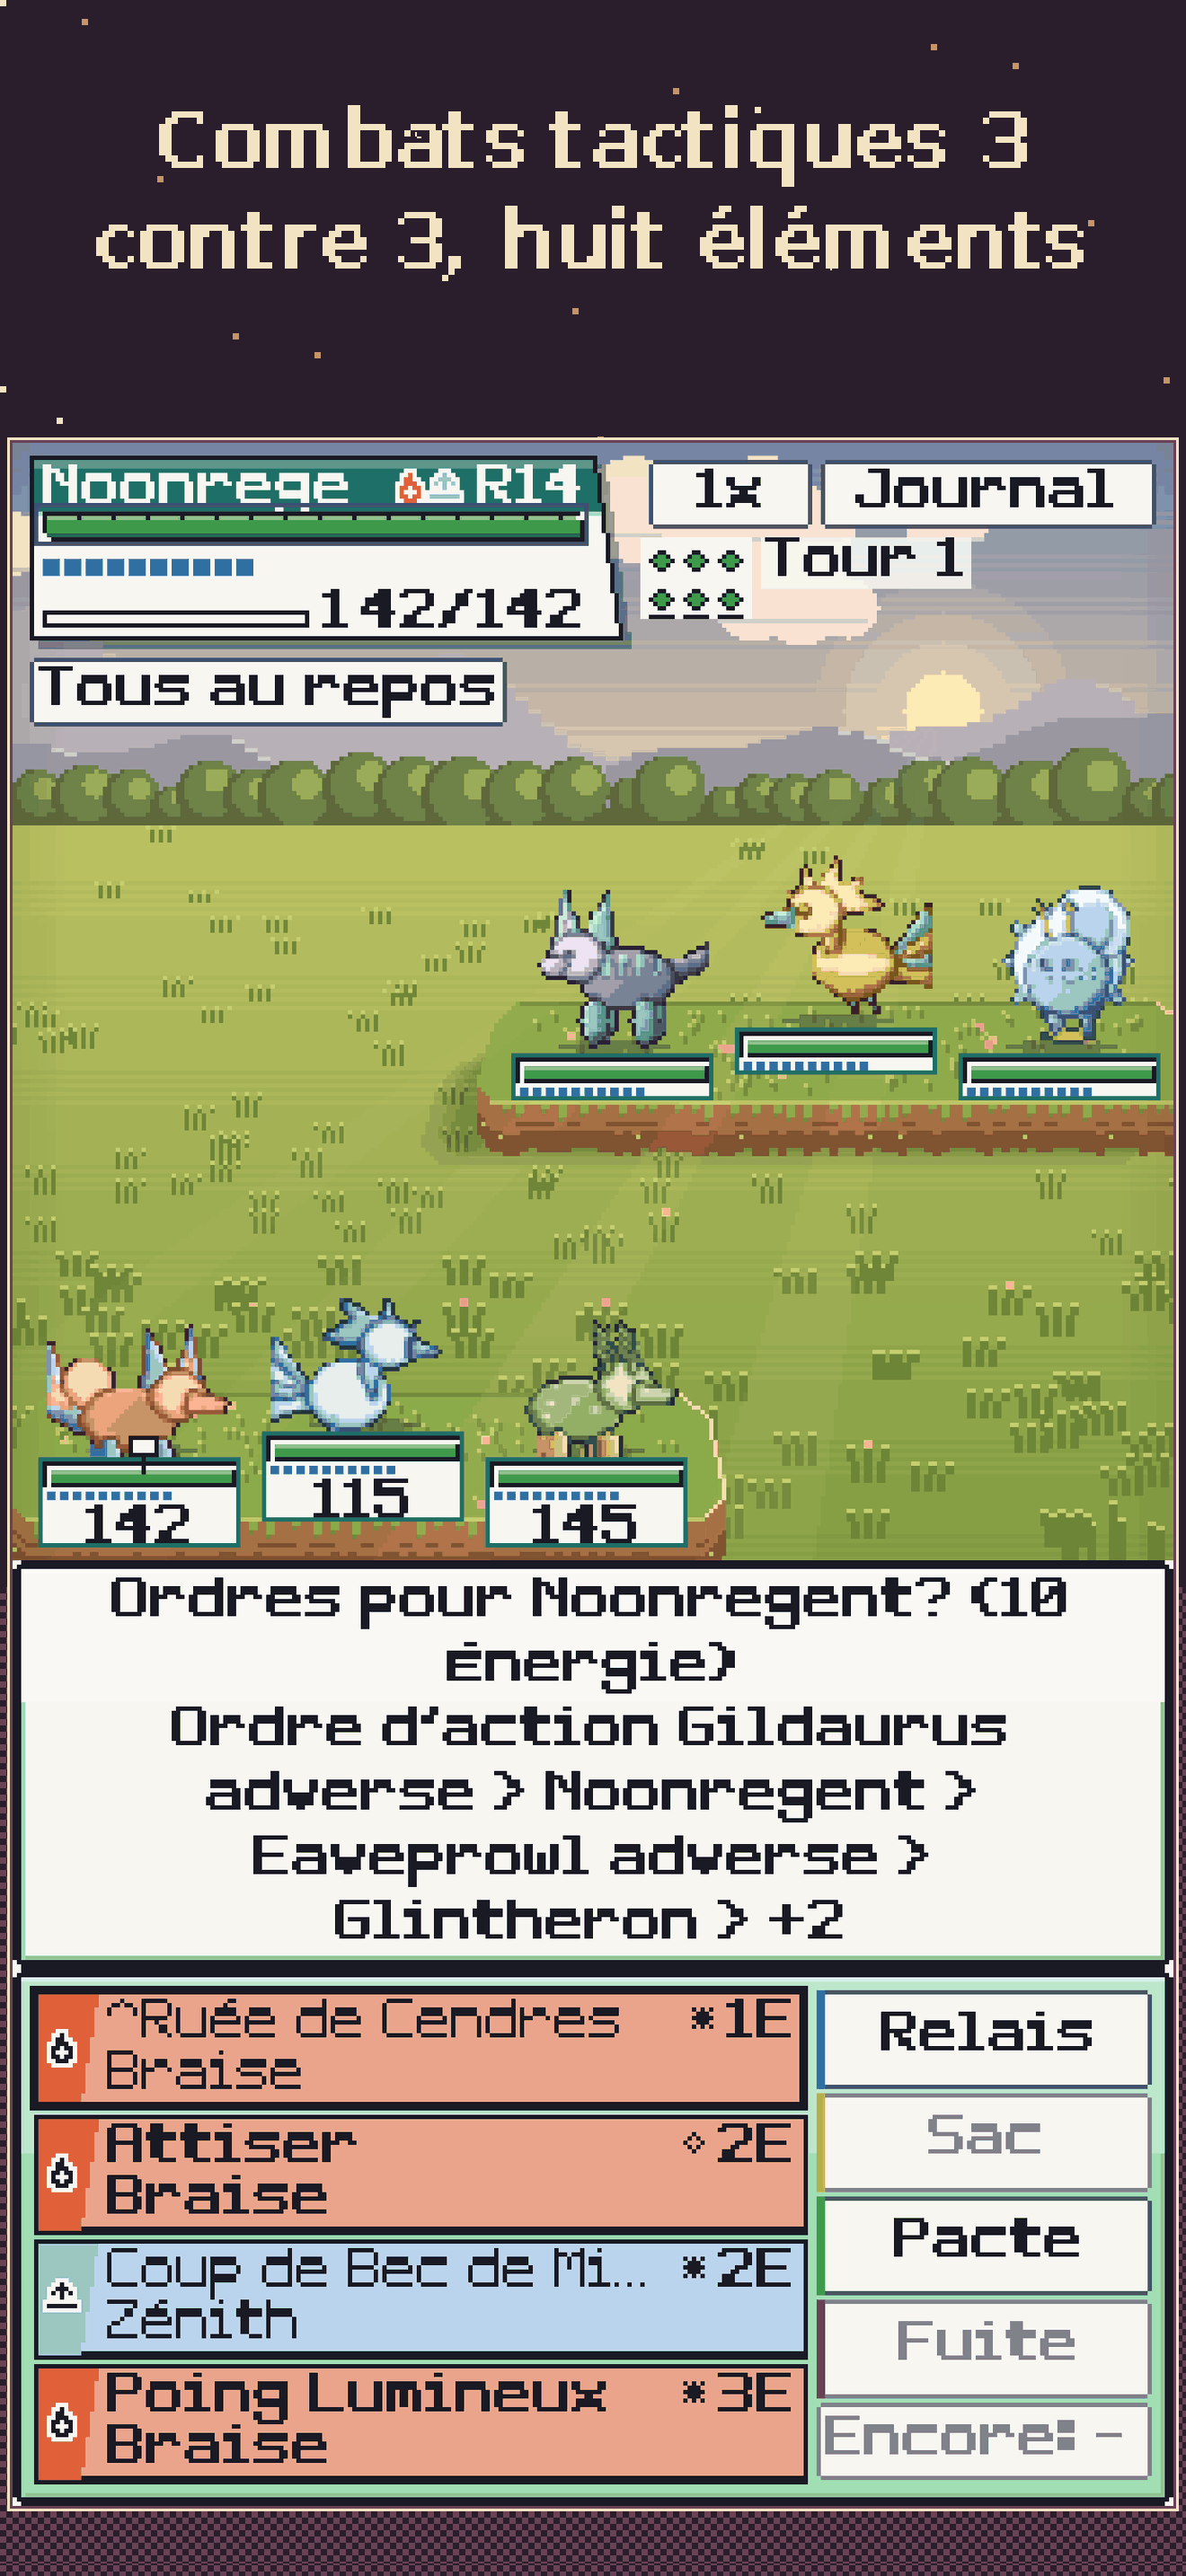 Combats tactiques 3
contre 3, huit éléments
Noonrege R14
1x
Journal
Tour 1
142/142
Tous au repos
142
115
145
Ordres pour Noonregent? (10
énergie)
Ordre d'action Gildaurus
adverse > Noonregent >
Eaveprowl adverse >
Glintheron > +2
^Ruée de Cendres *1E
Braise
Relais
Attiser ◇2E
Braise
Sac
Coup de Bec de Mi... *2E
Zénith
Pacte
Poing Lumineux *3E
Braise
Fuite
Encore: -